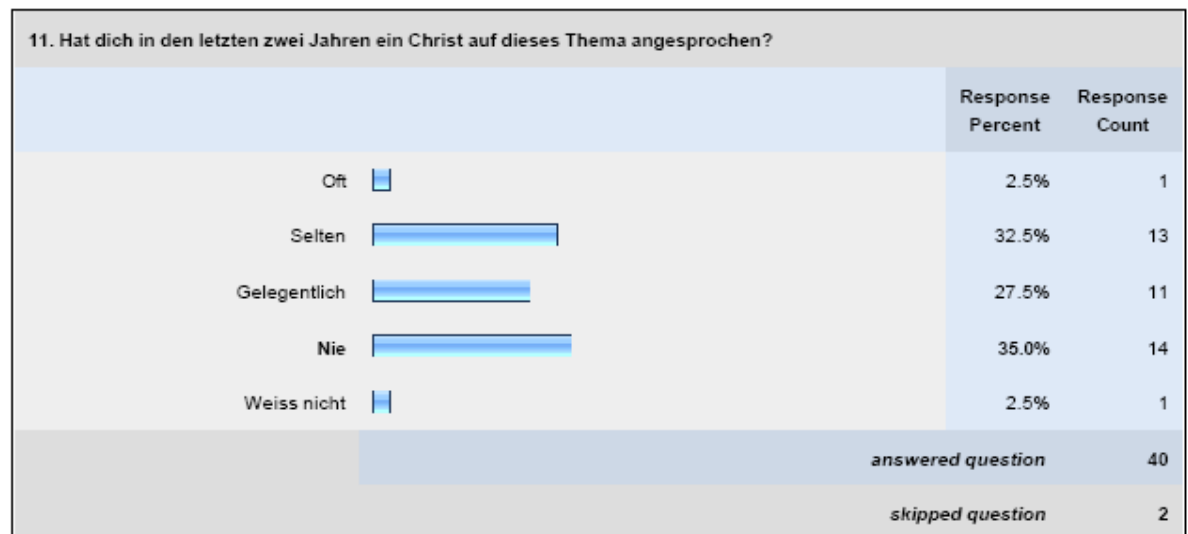 11. Hat dich in den letzten zwei Jahren ein Christ auf dieses Thema angesprochen?
Response Percent Response Count
Oft 2.5% 1
Selten 32.5% 13
Gelegentlich 27.5% 11
Nie 35.0% 14
Weiss nicht 2.5% 1
answered question 40
skipped question 2